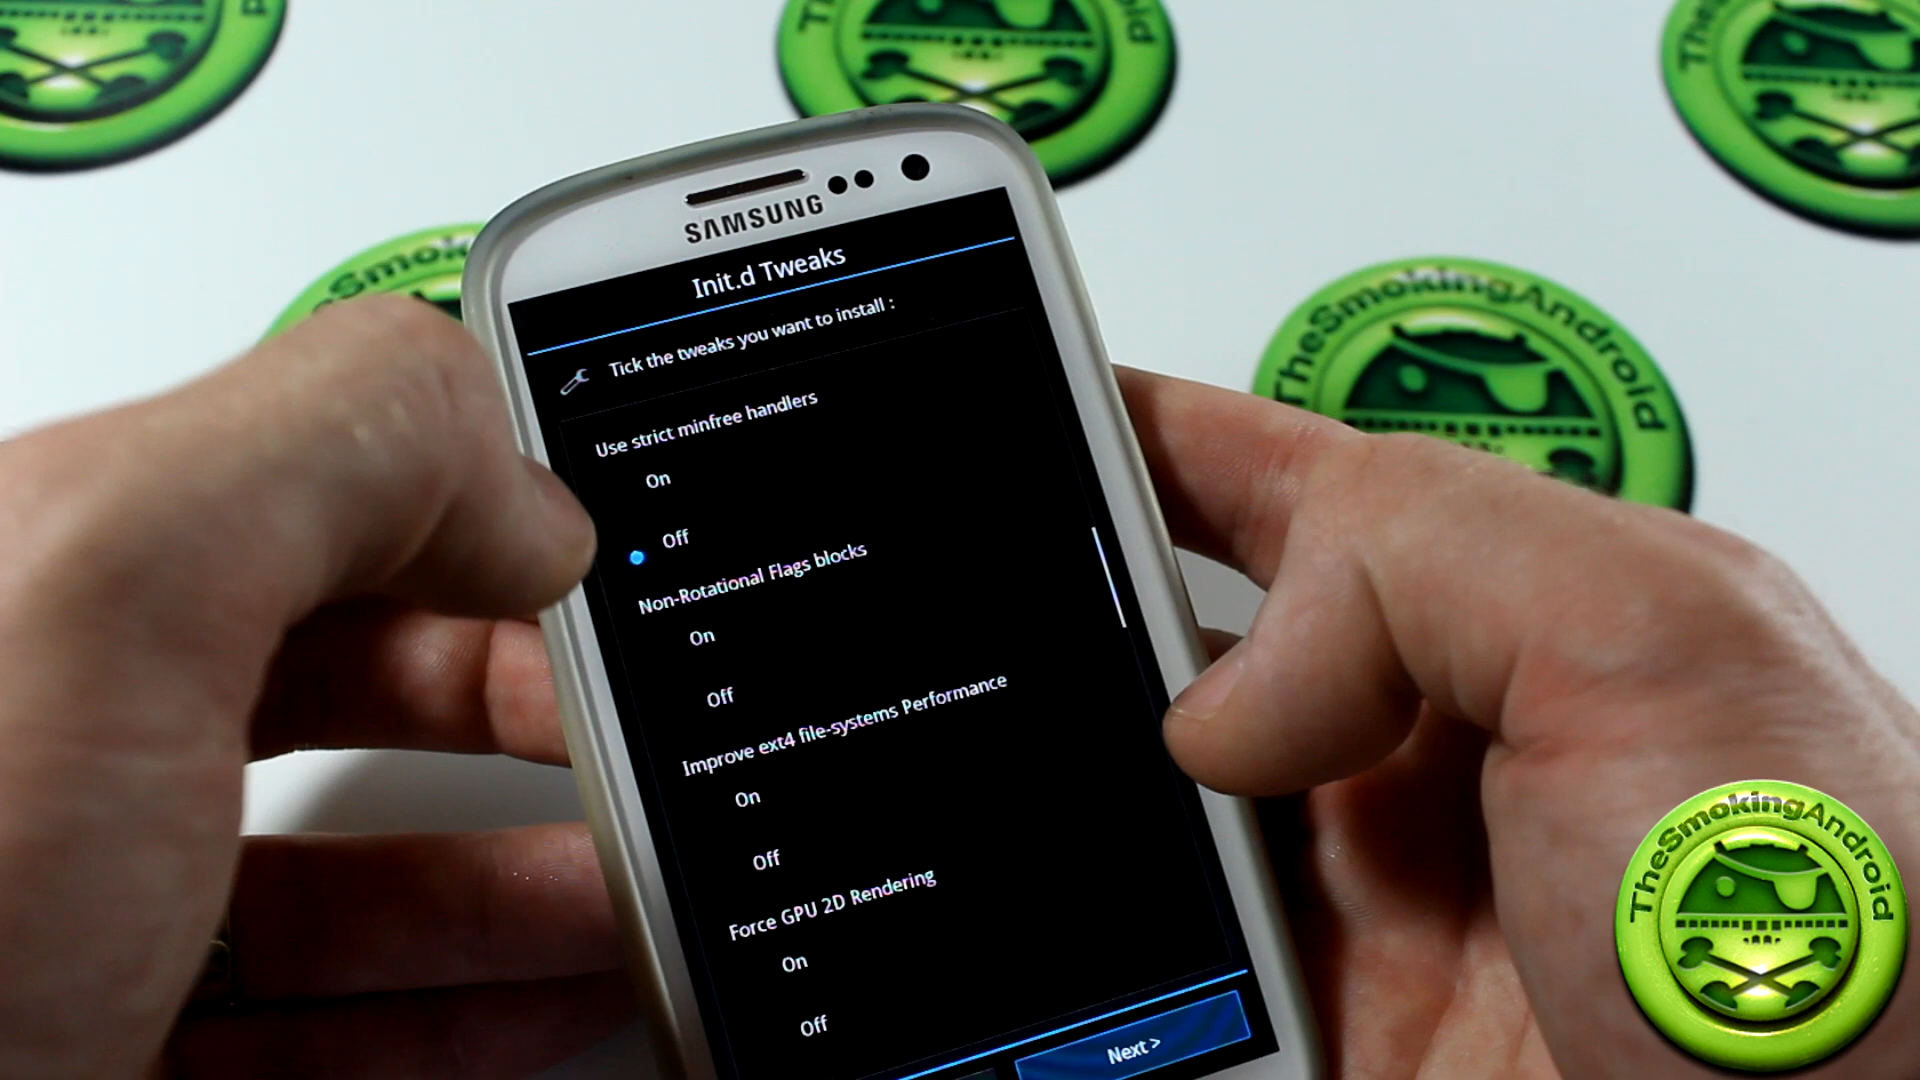 SAMSUNG
Init.d Tweaks
Tick the tweaks you want to install :
Use strict minfree handlers
On
Off
Non-Rotational Flags blocks
On
Off
Improve ext4 file-systems Performance
On
Off
Force GPU 2D Rendering
On
Off
Next >
TheSmokingAndroid
TheSmokingAndroid